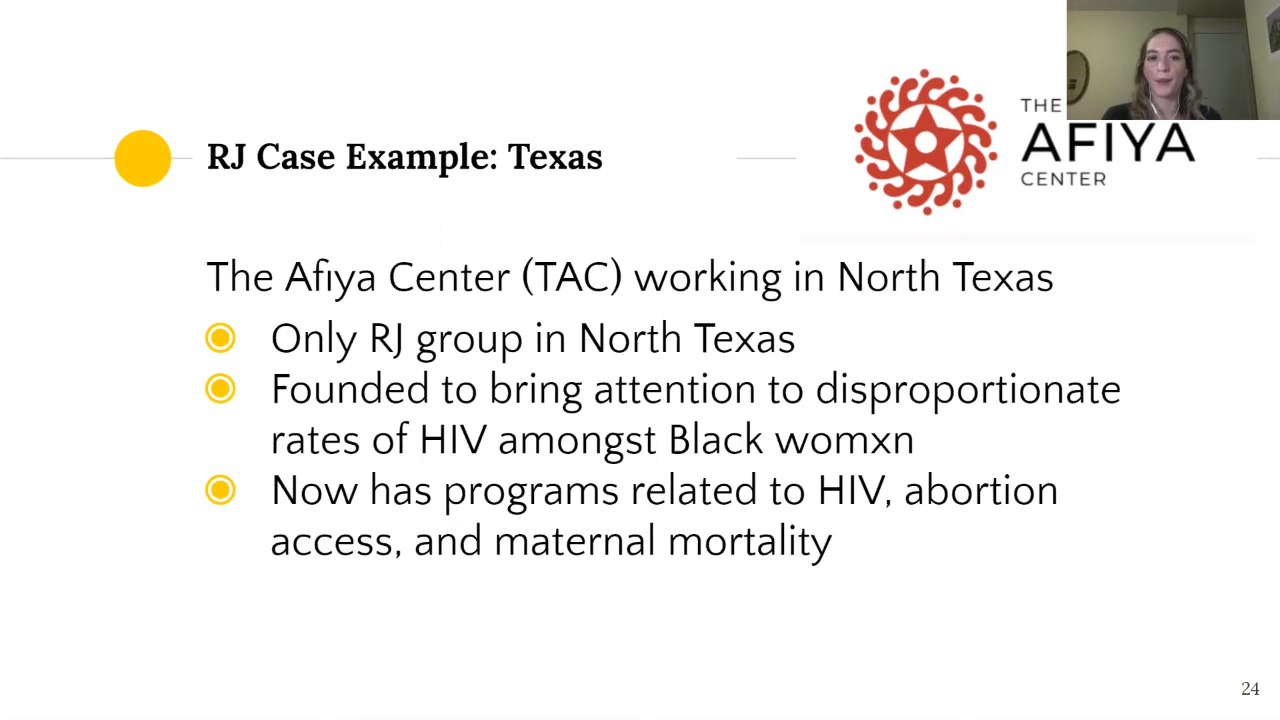 RJ Case Example: Texas
THE
AFIYA
CENTER
The Afiya Center (TAC) working in North Texas
Only RJ group in North Texas
Founded to bring attention to disproportionate
rates of HIV amongst Black womxn
Now has programs related to HIV, abortion
access, and maternal mortality
24